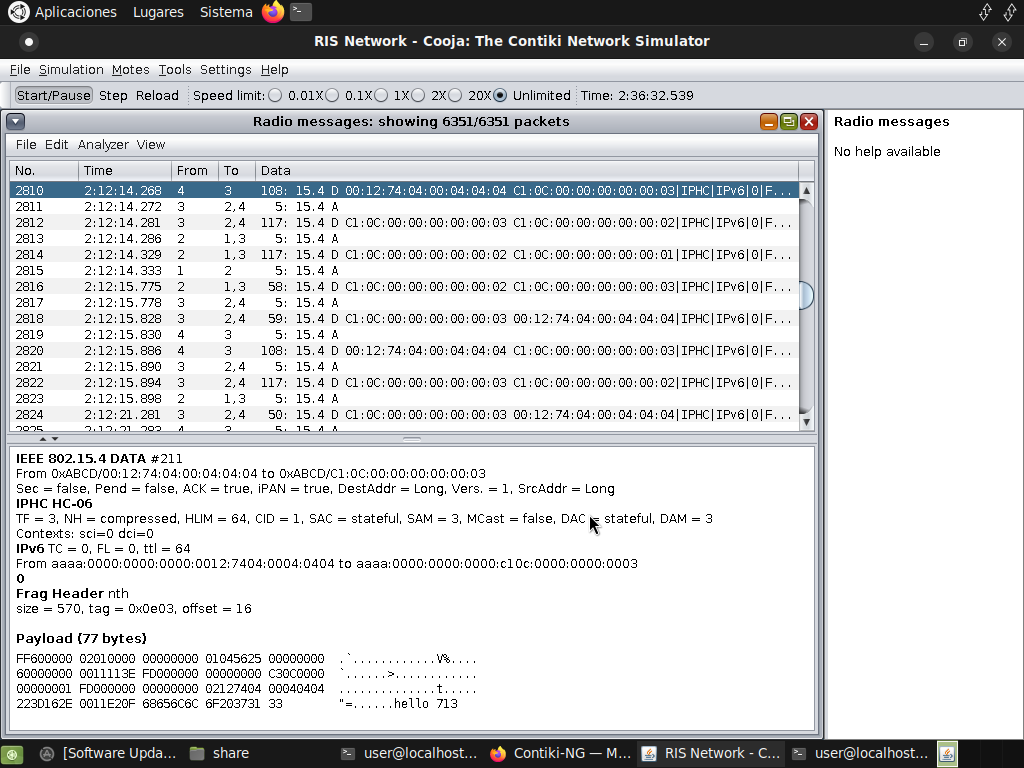 Aplicaciones Lugares Sistema
RIS Network - Cooja: The Contiki Network Simulator
File Simulation Motes Tools Settings Help
Start/Pause Step Reload Speed limit: 0.01X 0.1X 1X 2X 20X Unlimited Time: 2:36:32.539
Radio messages: showing 6351/6351 packets
File Edit Analyzer View
No. Time From To Data
2810 2:12:14.268 4 3 108: 15.4 D 00:12:74:04:00:04:04:04 C1:0C:00:00:00:00:00:03|IPHC|IPv6|0|F...
2811 2:12:14.272 3 2,4 5: 15.4 A
2812 2:12:14.281 3 2,4 117: 15.4 D C1:0C:00:00:00:00:00:03 C1:0C:00:00:00:00:00:02|IPHC|IPv6|0|F...
2813 2:12:14.286 2 1,3 5: 15.4 A
2814 2:12:14.329 2 1,3 117: 15.4 D C1:0C:00:00:00:00:00:02 C1:0C:00:00:00:00:00:01|IPHC|IPv6|0|F...
2815 2:12:14.333 1 2 5: 15.4 A
2816 2:12:15.775 2 1,3 58: 15.4 D C1:0C:00:00:00:00:00:02 C1:0C:00:00:00:00:00:03|IPHC|IPv6|0|F...
2817 2:12:15.778 3 2,4 5: 15.4 A
2818 2:12:15.828 3 2,4 59: 15.4 D C1:0C:00:00:00:00:00:03 00:12:74:04:00:04:04:04|IPHC|IPv6|0|F...
2819 2:12:15.830 4 3 5: 15.4 A
2820 2:12:15.886 4 3 108: 15.4 D 00:12:74:04:00:04:04:04 C1:0C:00:00:00:00:00:03|IPHC|IPv6|0|F...
2821 2:12:15.890 3 2,4 5: 15.4 A
2822 2:12:15.894 3 2,4 117: 15.4 D C1:0C:00:00:00:00:00:03 C1:0C:00:00:00:00:00:02|IPHC|IPv6|0|F...
2823 2:12:15.898 2 1,3 5: 15.4 A
2824 2:12:21.281 3 2,4 50: 15.4 D C1:0C:00:00:00:00:00:03 00:12:74:04:00:04:04:04|IPHC|IPv6|0|F...
2825 2:12:21.283 4 3 5: 15.4 A
IEEE 802.15.4 DATA #211
From 0xABCD/00:12:74:04:00:04:04:04 to 0xABCD/C1:0C:00:00:00:00:00:03
Sec = false, Pend = false, ACK = true, iPAN = true, DestAddr = Long, Vers. = 1, SrcAddr = Long
IPHC HC-06
TF = 3, NH = compressed, HLIM = 64, CID = 1, SAC = stateful, SAM = 3, MCast = false, DAC = stateful, DAM = 3
Contexts: sci=0 dci=0
IPv6 TC = 0, FL = 0, ttl = 64
From aaaa:0000:0000:0000:0012:7404:0004:0404 to aaaa:0000:0000:0000:c10c:0000:0000:0003
0
Frag Header nth
size = 570, tag = 0x0e03, offset = 16
Payload (77 bytes)
FF600000 02010000 00000000 01045625 00000000 .`............V%....
60000000 0011113E FD000000 00000000 C30C0000 `......>............
00000001 FD000000 00000000 02127404 00040404 ..............t.....
223D162E 0011E20F 68656C6C 6F203731 33 "=......hello 713
Radio messages
No help available
[Software Upda... share user@localhost... Contiki-NG — M... RIS Network - C... user@localhost...